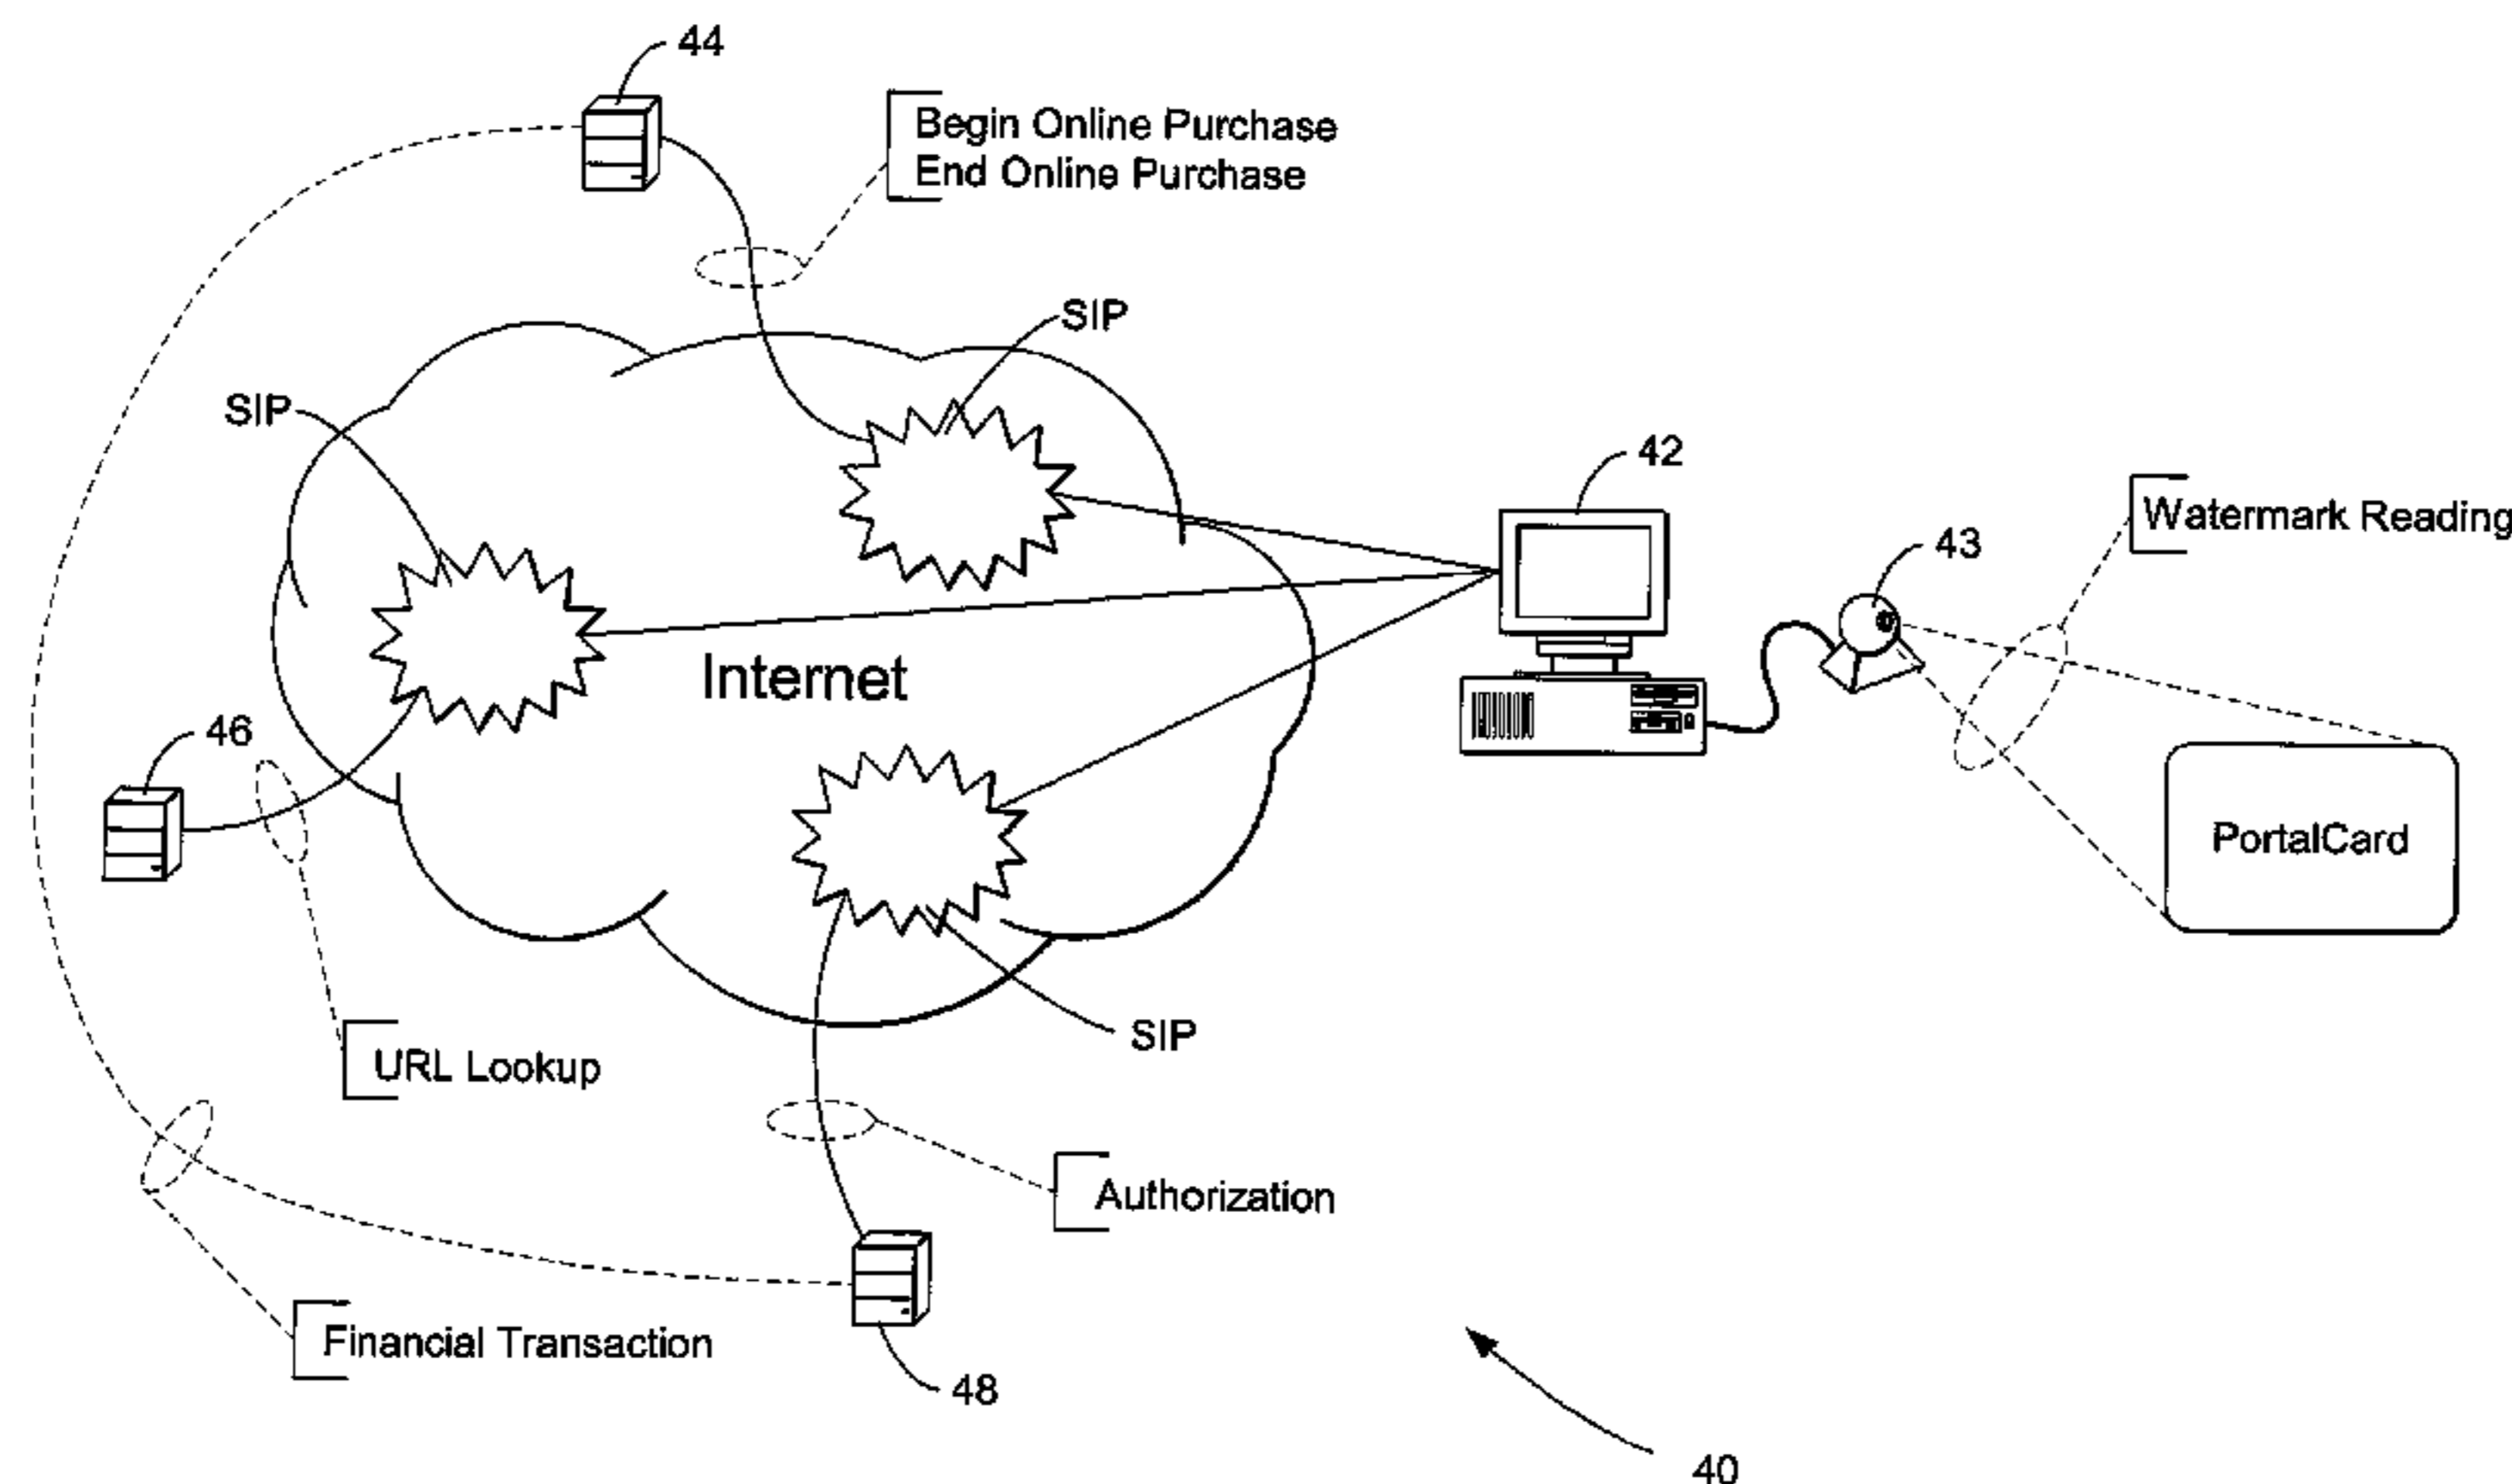 44
Begin Online Purchase
End Online Purchase
SIP
SIP
42
Watermark Reading
43
Internet
46
PortalCard
SIP
URL Lookup
Authorization
Financial Transaction
48
40